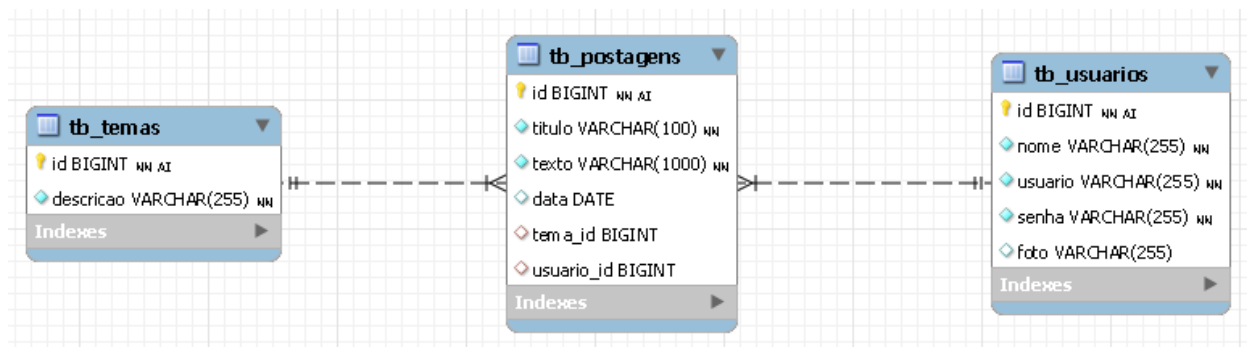 tb_temas
id BIGINT NN AI
descricao VARCHAR(255) NN
Indexes
tb_postagens
id BIGINT NN AI
titulo VARCHAR(100) NN
texto VARCHAR(1000) NN
data DATE
tema_id BIGINT
usuario_id BIGINT
Indexes
tb_usuarios
id BIGINT NN AI
nome VARCHAR(255) NN
usuario VARCHAR(255) NN
senha VARCHAR(255) NN
foto VARCHAR(255)
Indexes